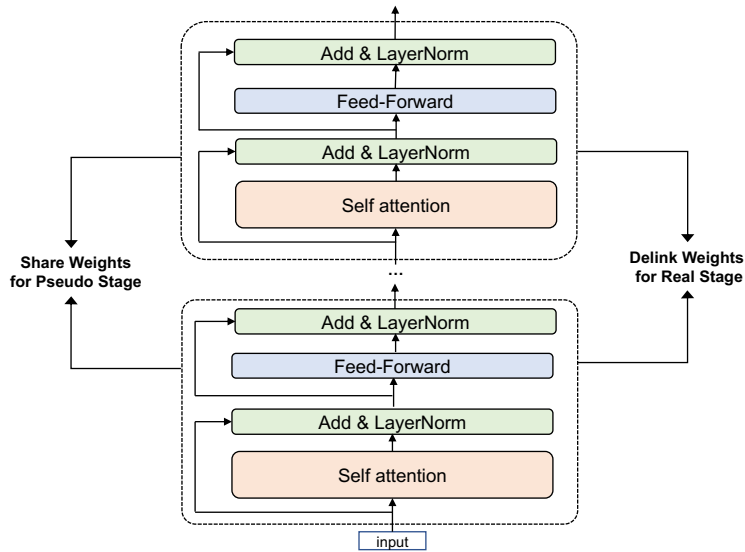 Add & LayerNorm
Feed-Forward
Add & LayerNorm
Self attention
Share Weights
for Pseudo Stage
Delink Weights
for Real Stage
...
Add & LayerNorm
Feed-Forward
Add & LayerNorm
Self attention
input